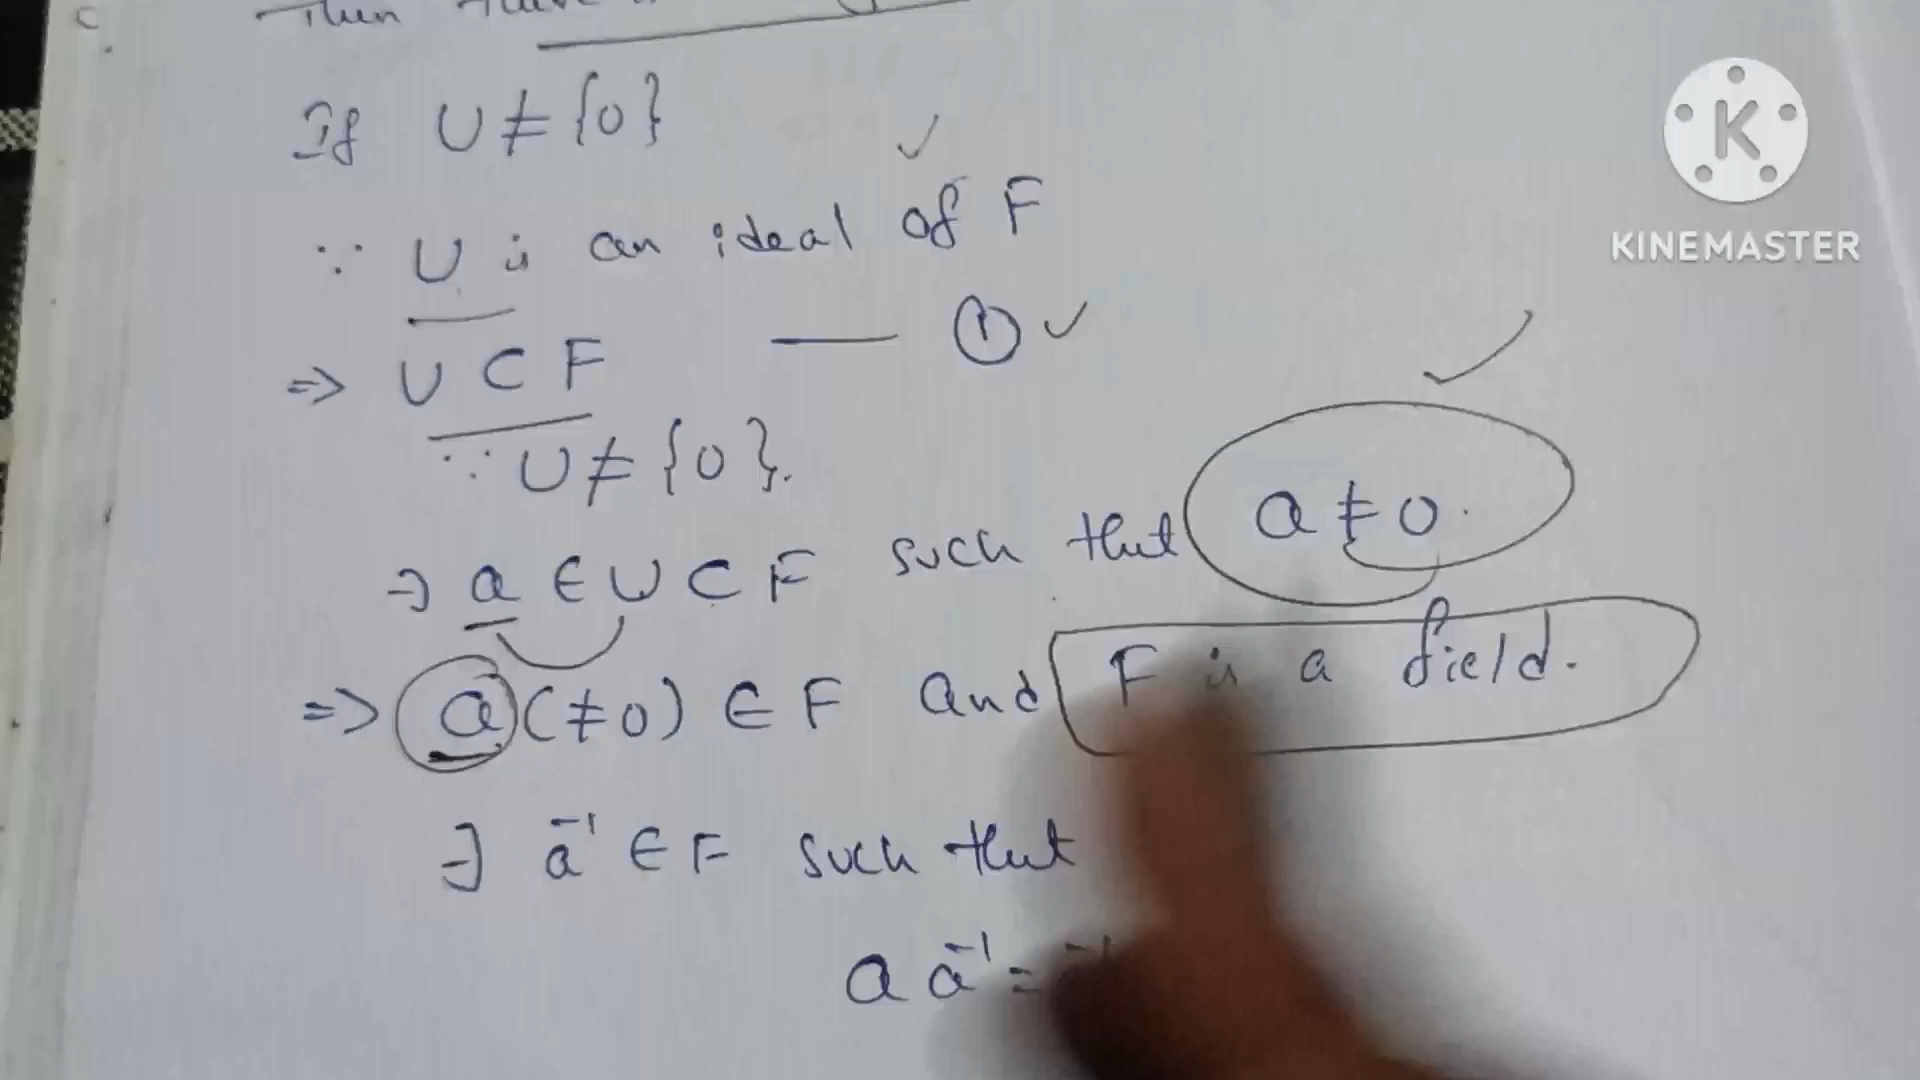 Then
If U ≠ {0}
∵ U is an ideal of F
⇒ U ⊂ F —— ①
∵ U ≠ {0}.
∃ a ∈ U ⊂ F such that a ≠ 0.
⇒ a (≠0) ∈ F and F is a field.
∃ a⁻¹ ∈ F such that
a a⁻¹ =
K
KINEMASTER